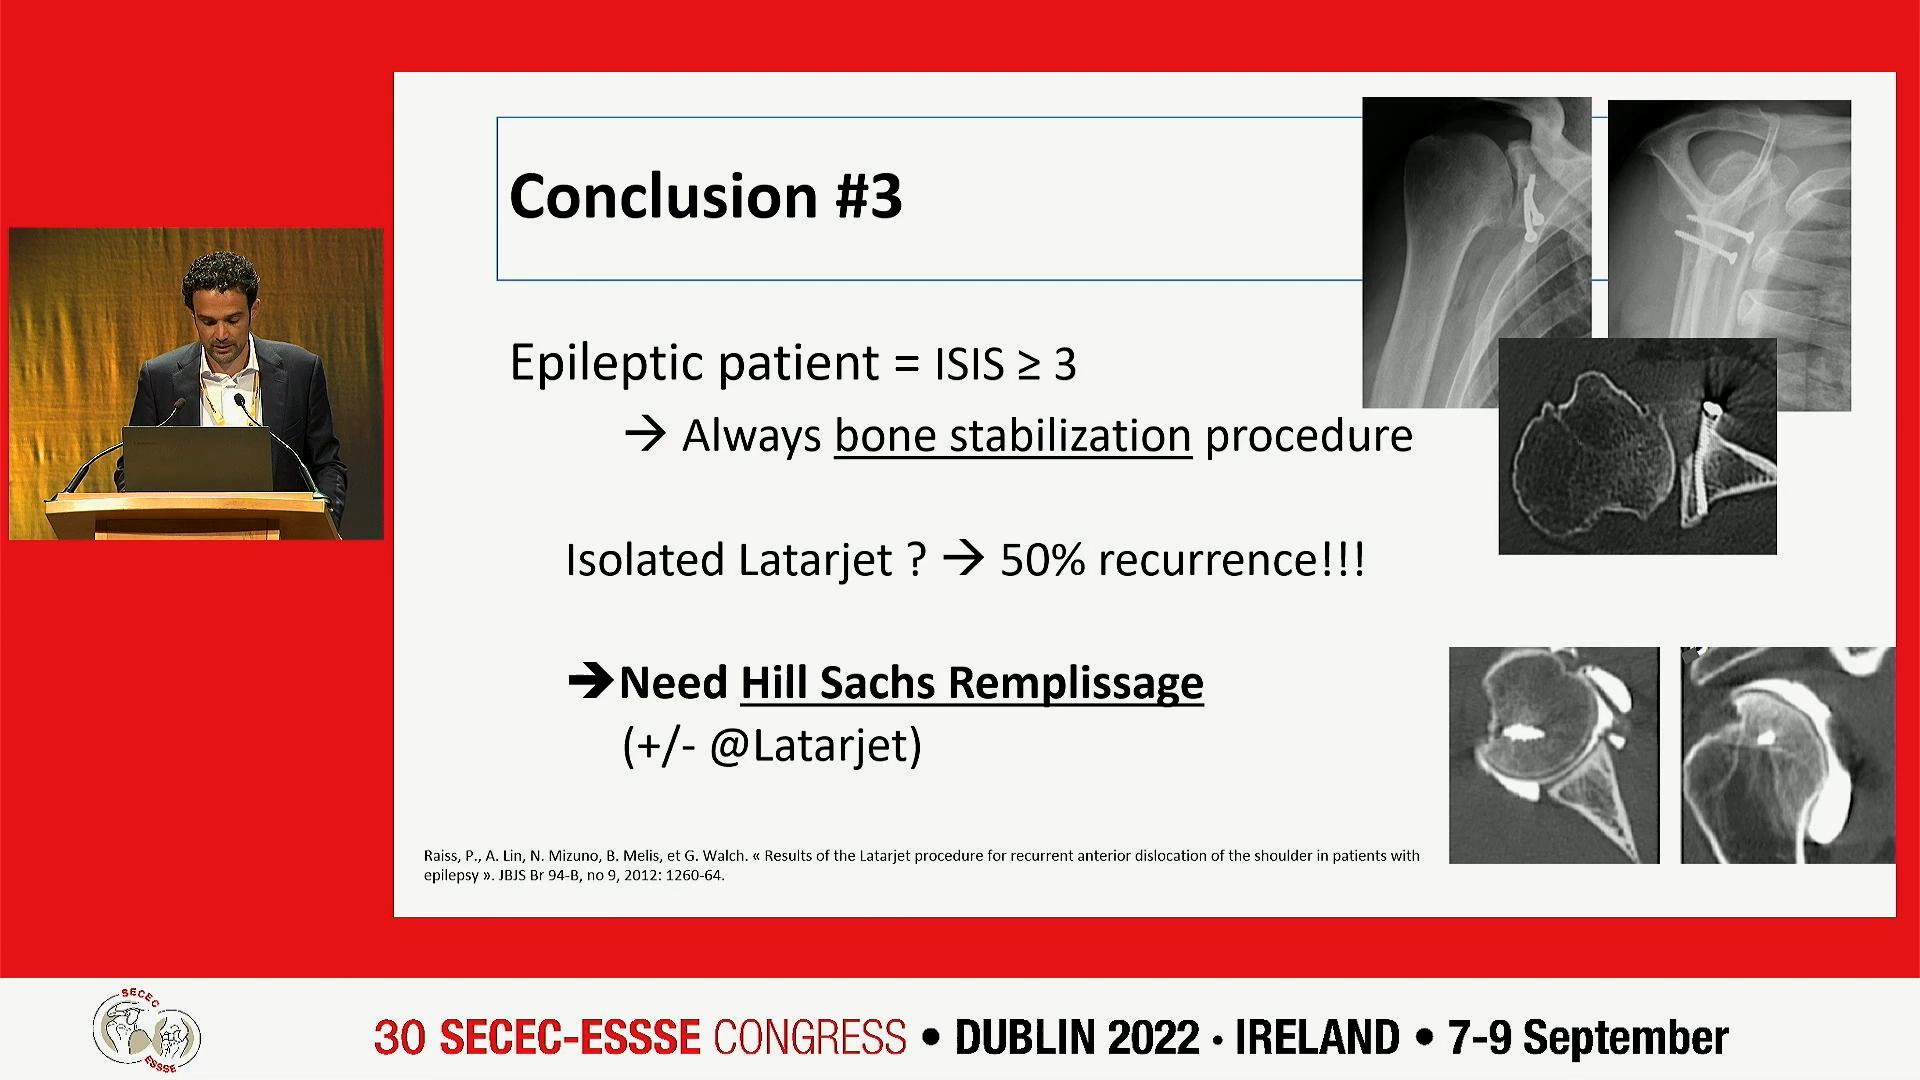 Conclusion #3
Epileptic patient = ISIS ≥ 3
→ Always bone stabilization procedure
Isolated Latarjet ? → 50% recurrence!!!
→Need Hill Sachs Remplissage
(+/- @Latarjet)
Raiss, P., A. Lin, N. Mizuno, B. Melis, et G. Walch. « Results of the Latarjet procedure for recurrent anterior dislocation of the shoulder in patients with
epilepsy ». JBJS Br 94-B, no 9, 2012: 1260-64.
SECEC
ESSSE
30 SECEC-ESSSE CONGRESS • DUBLIN 2022 • IRELAND • 7-9 September